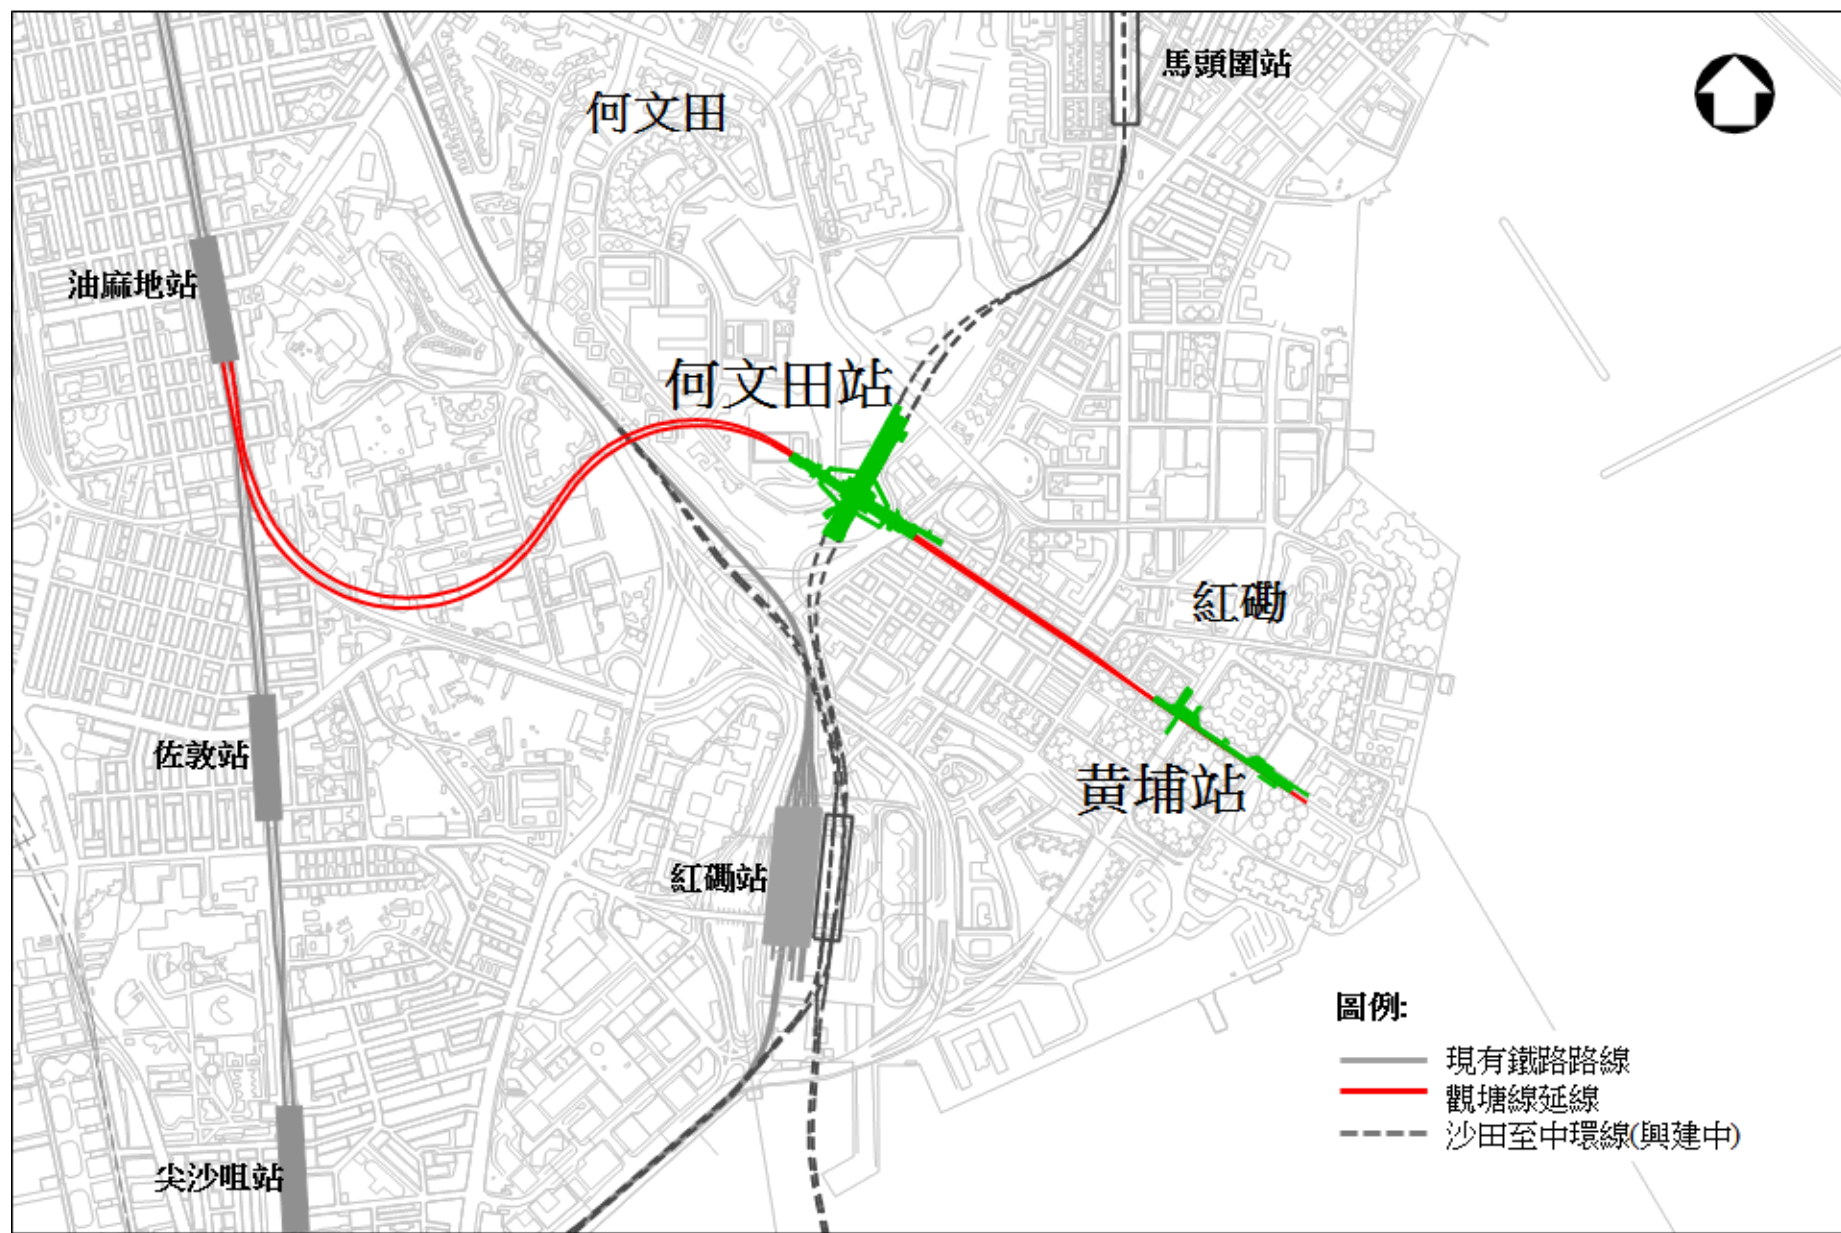 馬頭圍站
何文田
油麻地站
何文田站
紅磡
佐敦站
黃埔站
紅磡站
圖例:
現有鐵路路線
觀塘線延線
沙田至中環線(興建中)
尖沙咀站